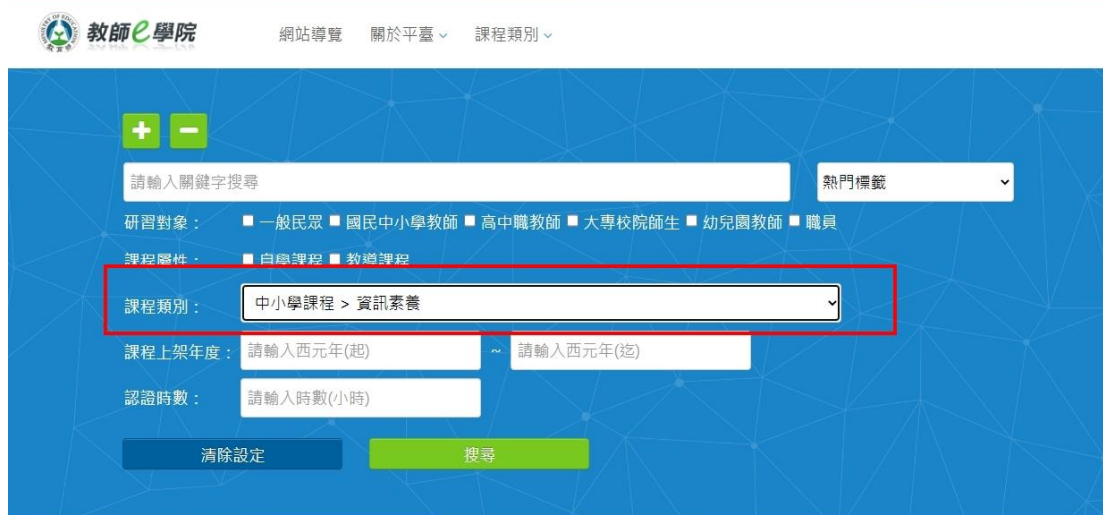 教師e學院 網站導覽 關於平臺 課程類別
請輸入關鍵字搜尋 熱門標籤
研習對象： 一般民眾 國民中小學教師 高中職教師 大專校院師生 幼兒園教師 職員
課程屬性： 自學課程 教導課程
課程類別： 中小學課程 > 資訊素養
課程上架年度： 請輸入西元年(起) ~ 請輸入西元年(迄)
認證時數： 請輸入時數(小時)
清除設定 搜尋